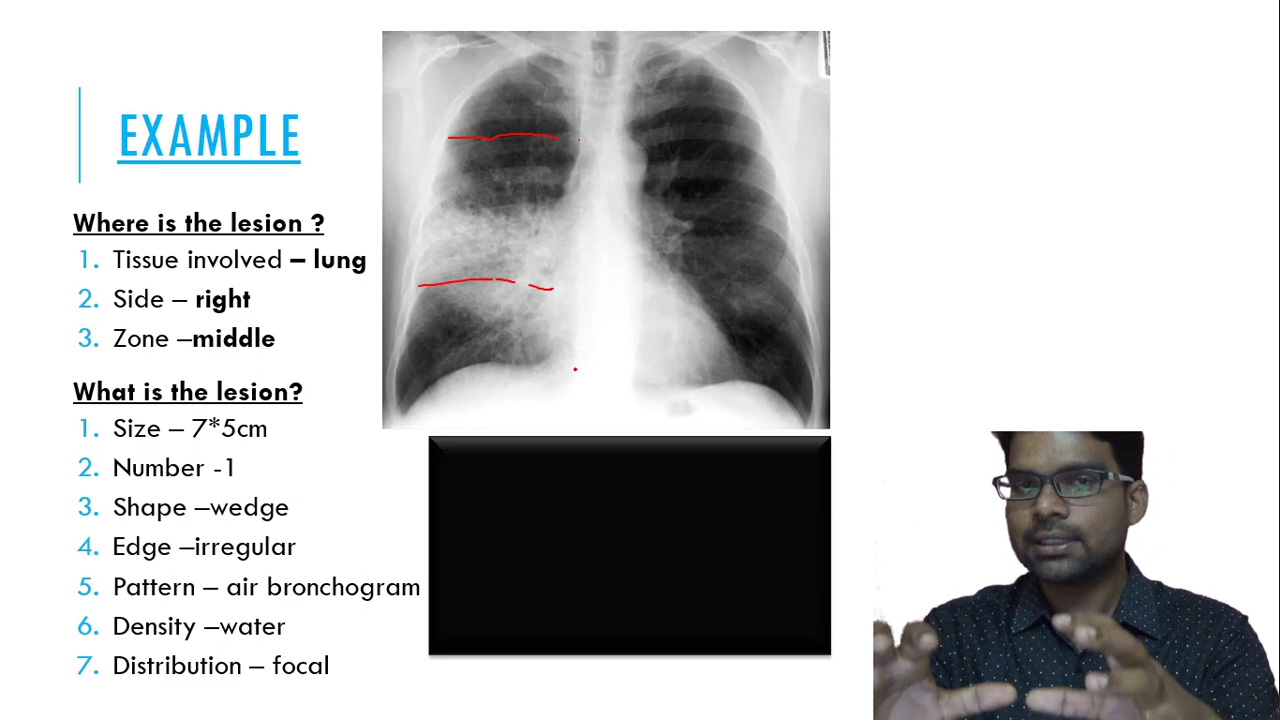 EXAMPLE
Where is the lesion ?
1. Tissue involved – lung
2. Side – right
3. Zone –middle
What is the lesion?
1. Size – 7*5cm
2. Number -1
3. Shape –wedge
4. Edge –irregular
5. Pattern – air bronchogram
6. Density –water
7. Distribution – focal